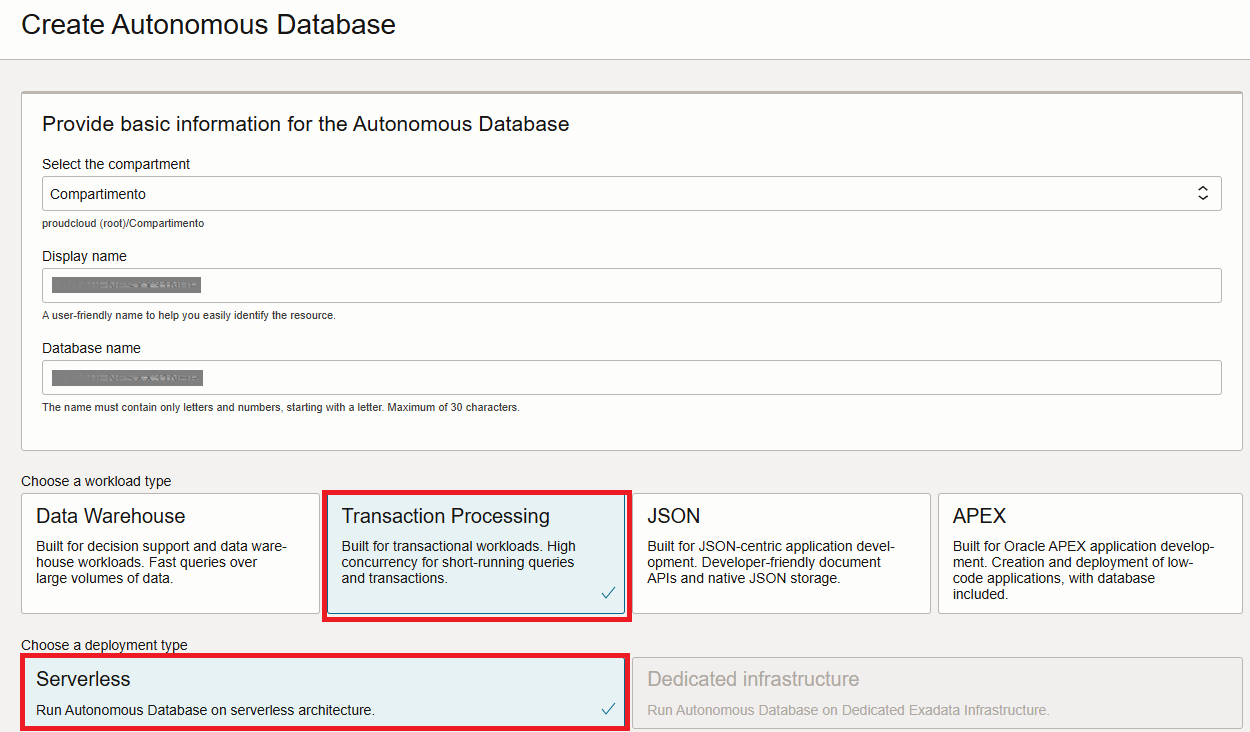 Create Autonomous Database
Provide basic information for the Autonomous Database
Select the compartment
Compartimento
proudcloud (root)/Compartimento
Display name
A user-friendly name to help you easily identify the resource.
Database name
The name must contain only letters and numbers, starting with a letter. Maximum of 30 characters.
Choose a workload type
Data Warehouse
Built for decision support and data ware-
house workloads. Fast queries over
large volumes of data.
Transaction Processing
Built for transactional workloads. High
concurrency for short-running queries
and transactions.
JSON
Built for JSON-centric application devel-
opment. Developer-friendly document
APIs and native JSON storage.
APEX
Built for Oracle APEX application develop-
ment. Creation and deployment of low-
code applications, with database
included.
Choose a deployment type
Serverless
Run Autonomous Database on serverless architecture.
Dedicated infrastructure
Run Autonomous Database on Dedicated Exadata Infrastructure.